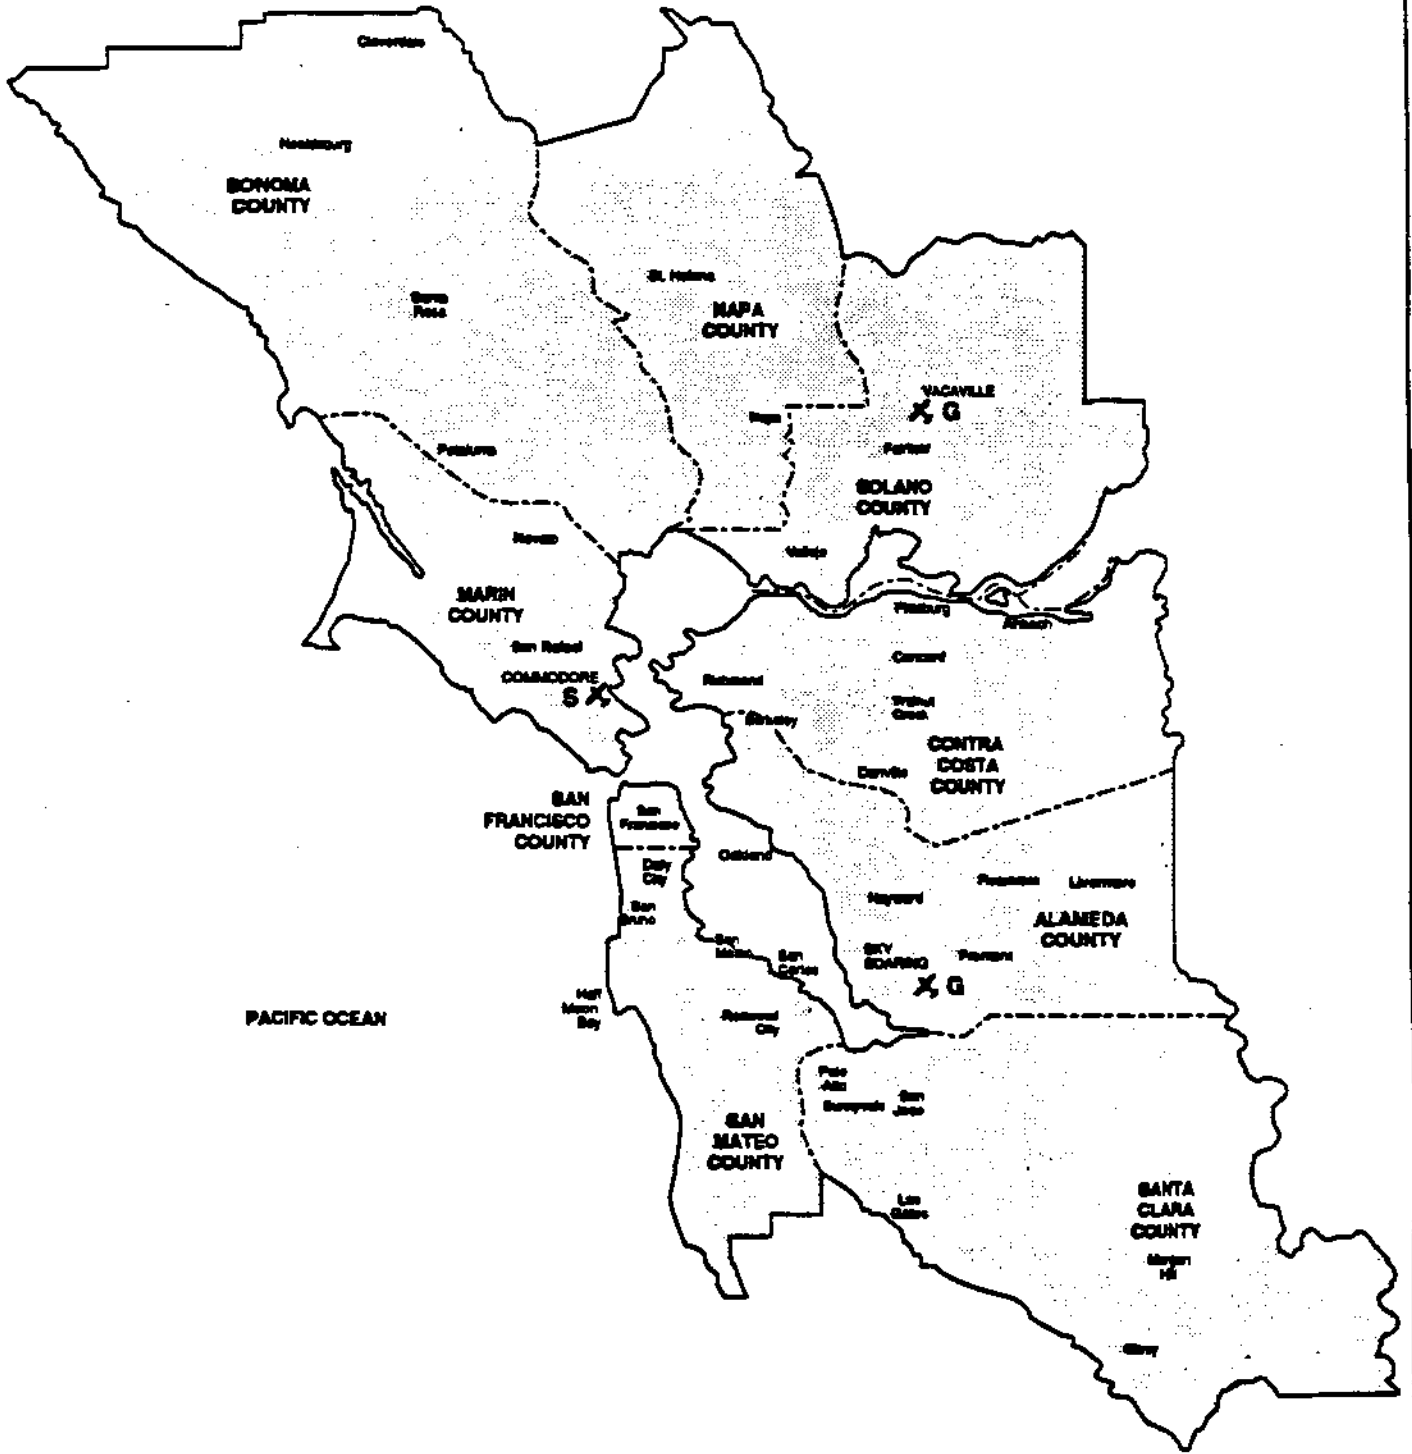 Cloverdale
Healdsburg
SONOMA
COUNTY
St. Helena
NAPA
COUNTY
Santa
Rosa
VACAVILLE
X, G
Napa
Petaluma
Fairfield
SOLANO
COUNTY
Novato
Vallejo
MARIN
COUNTY
Pittsburg
Antioch
San Rafael
Concord
COMMODORE
S X,
Richmond
Walnut
Creek
Berkeley
CONTRA
COSTA
COUNTY
Danville
SAN
FRANCISCO
COUNTY
San
Francisco
Oakland
Daly
City
Livermore
Hayward
San
Bruno
ALAMEDA
COUNTY
San
Mateo
San
Carlos
SKY
SOARING
X, G
Fremont
Half
Moon
Bay
PACIFIC OCEAN
Redwood
City
Palo
Alto
Sunnyvale
San
Jose
SAN
MATEO
COUNTY
Los
Gatos
SANTA
CLARA
COUNTY
Morgan
Hill
Gilroy